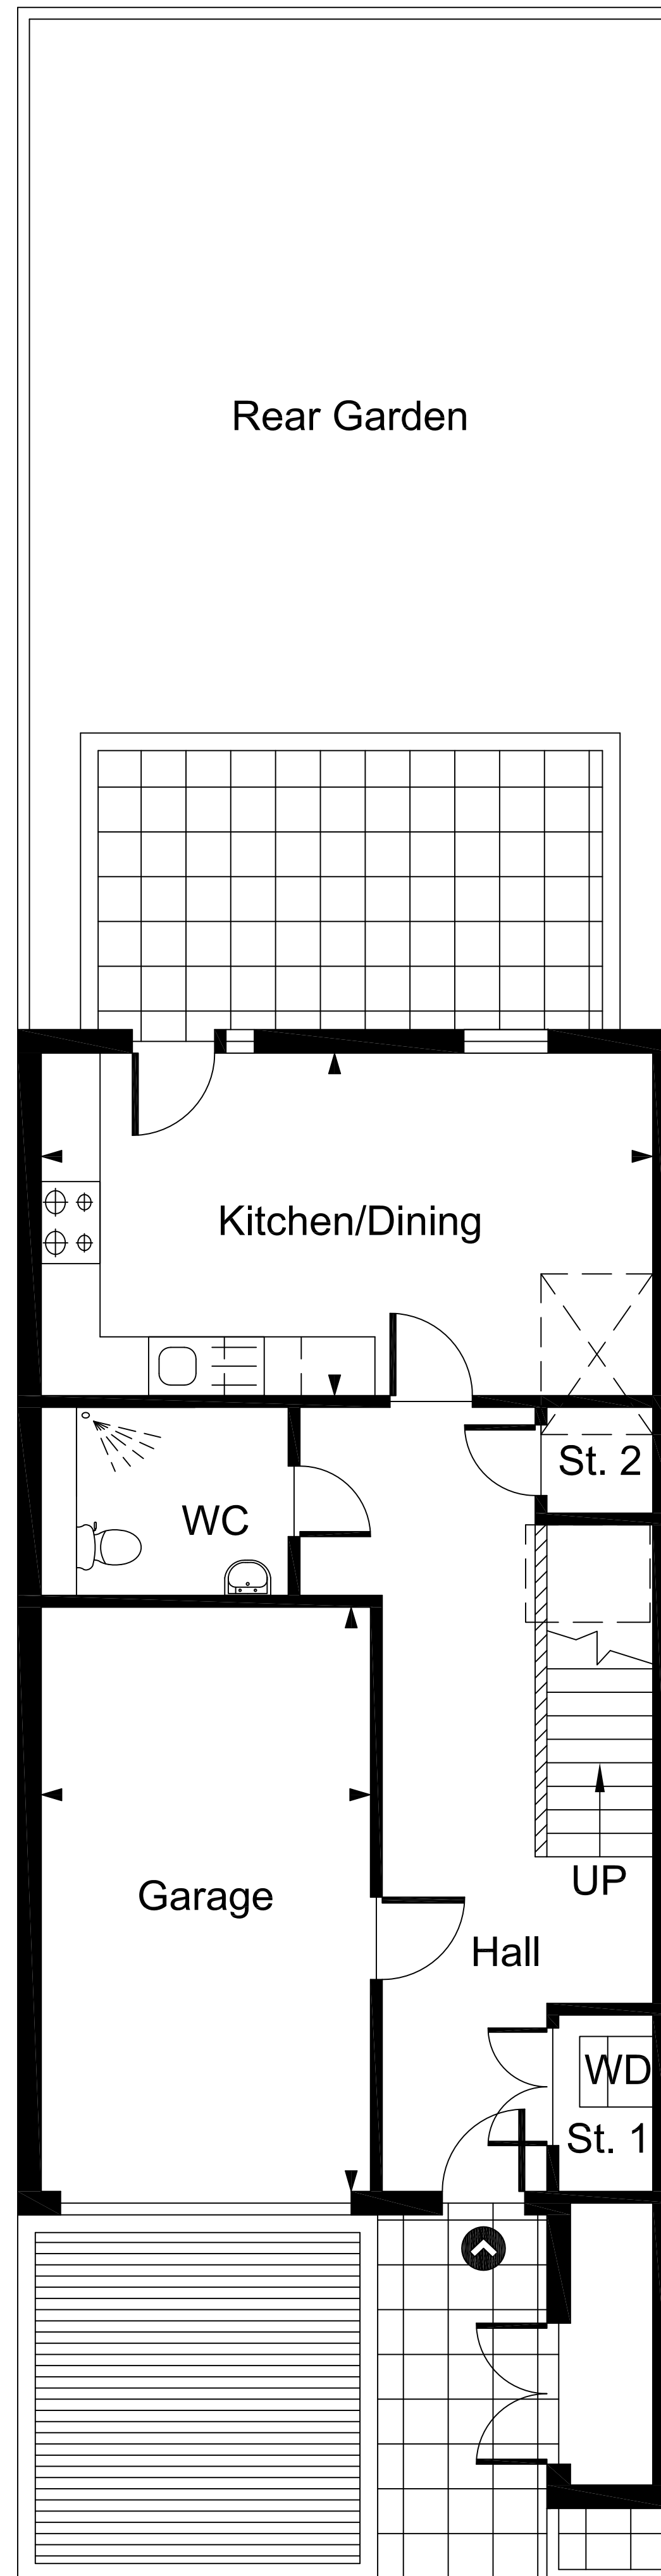 Rear Garden
Kitchen/Dining
St. 2
WC
UP
Garage
Hall
WD
St. 1